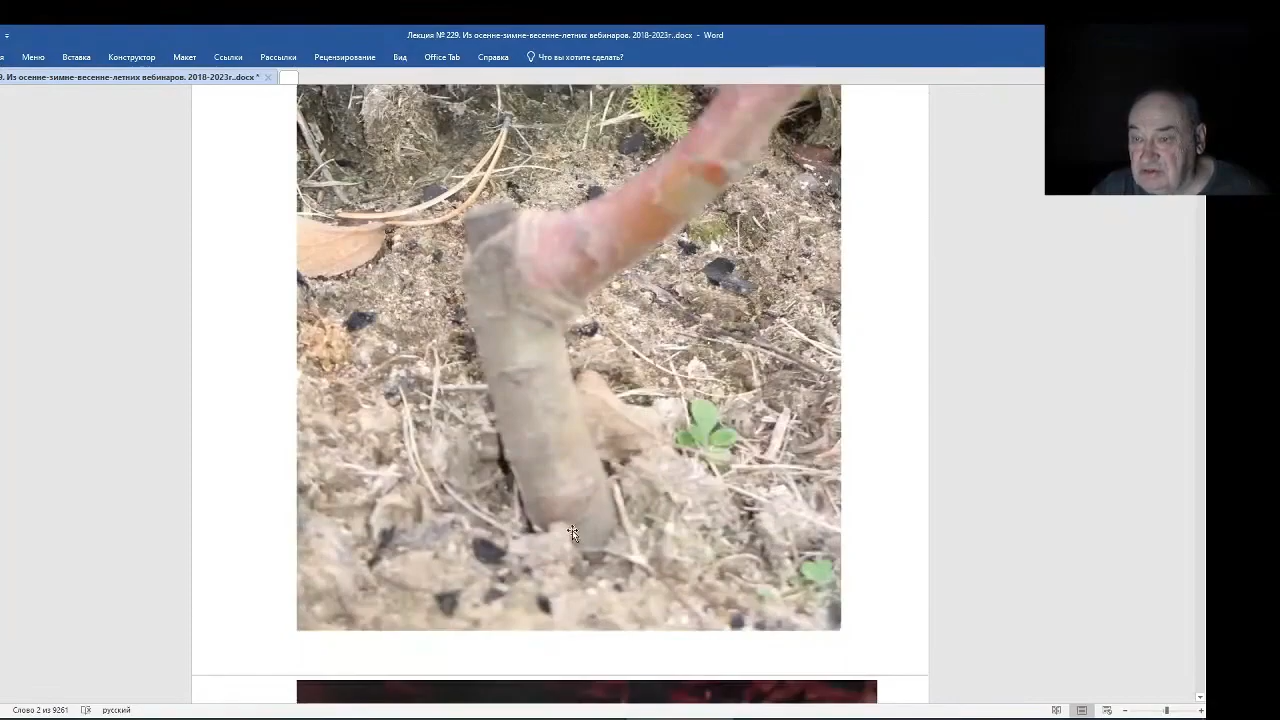 Лекция № 229. Из осенне-зимне-весенне-летних вебинаров. 2018-2023г..docx - Word
я Меню Вставка Конструктор Макет Ссылки Рассылки Рецензирование Вид Office Tab Справка Что вы хотите сделать?
9. Из осенне-зимне-весенне-летних вебинаров. 2018-2023г..docx *
Слово 2 из 9261 русский